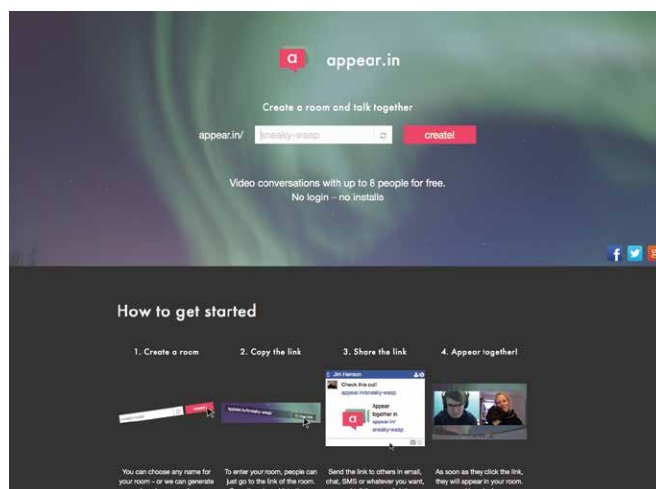 a
appear.in
Create a room and talk together
appear.in/ sneaky-wasp create!
Video conversations with up to 8 people for free.
No login – no installs
f
g
How to get started
1. Create a room
2. Copy the link
3. Share the link
4. Appear together!
Jim Henson
Check this out!
appear.in/sneaky-wasp
a
Appear
together in
appear.in/
sneaky-wasp
create!
appear.in/sneaky-wasp
You can choose any name for
your room – or we can generate
To enter your room, people can
just go to the link of the room.
Send the link to others in email,
chat, SMS or whatever you want,
As soon as they click the link,
they will appear in your room.